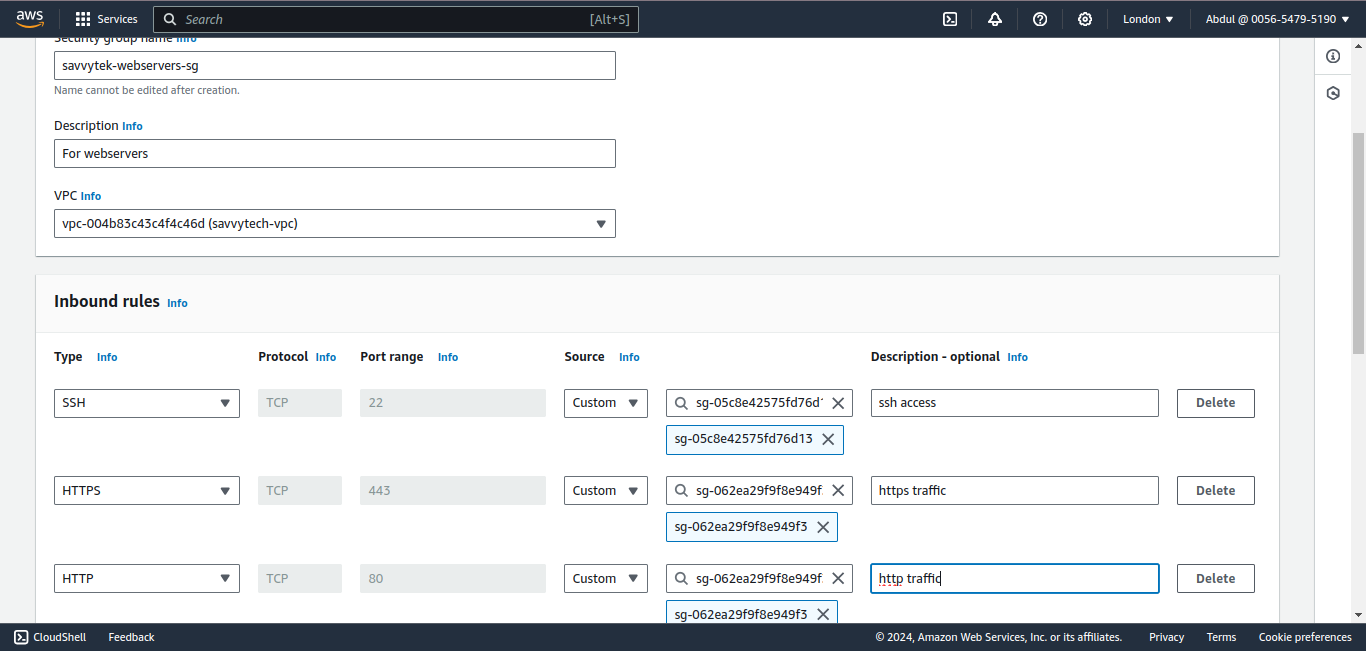 aws Services Search [Alt+S] London Abdul @ 0056-5479-5190
Security group name Info
savvytek-webservers-sg
Name cannot be edited after creation.
Description Info
For webservers
VPC Info
vpc-004b83c43c4f4c46d (savvytech-vpc)
Inbound rules Info
Type Info Protocol Info Port range Info Source Info Description - optional Info
SSH TCP 22 Custom sg-05c8e42575fd76d1 ssh access Delete
sg-05c8e42575fd76d13
HTTPS TCP 443 Custom sg-062ea29f9f8e949f https traffic Delete
sg-062ea29f9f8e949f3
HTTP TCP 80 Custom sg-062ea29f9f8e949f http traffic Delete
sg-062ea29f9f8e949f3
CloudShell Feedback © 2024, Amazon Web Services, Inc. or its affiliates. Privacy Terms Cookie preferences